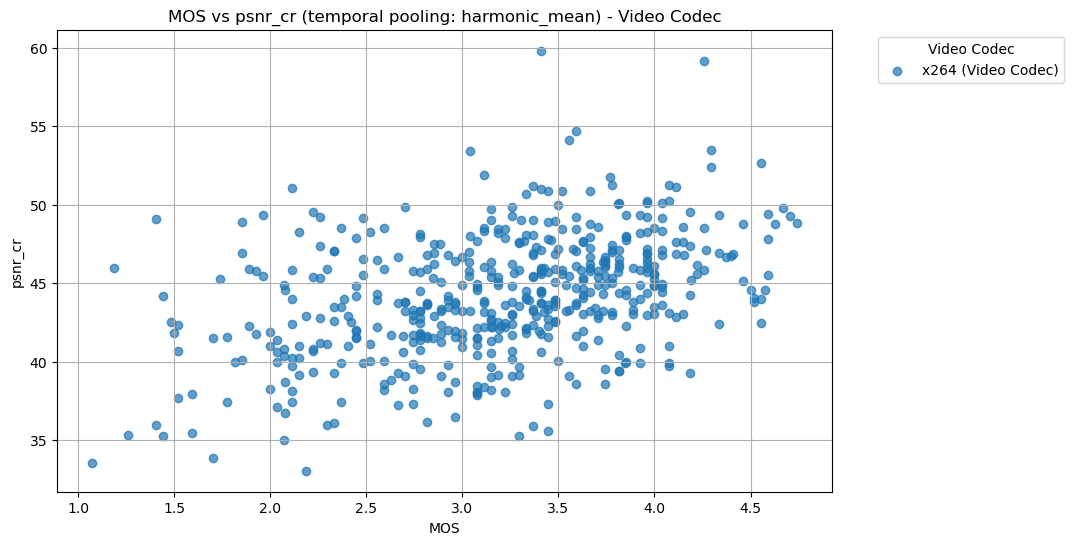 MOS vs psnr_cr (temporal pooling: harmonic_mean) - Video Codec
Video Codec
x264 (Video Codec)
psnr_cr
60
55
50
45
40
35
1.0 1.5 2.0 2.5 3.0 3.5 4.0 4.5
MOS